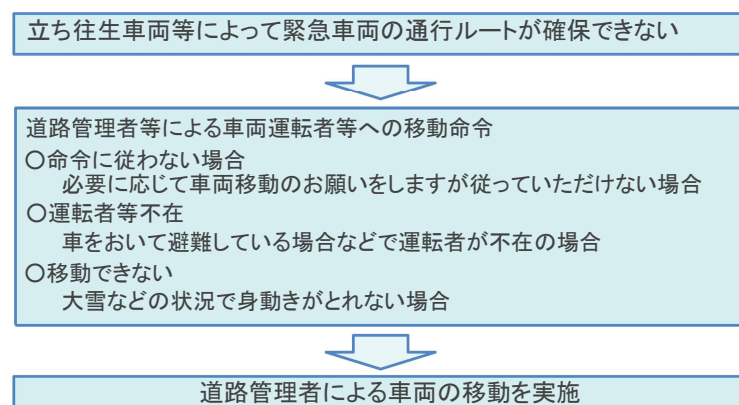 立ち往生車両等によって緊急車両の通行ルートが確保できない
道路管理者等による車両運転者等への移動命令
○命令に従わない場合
必要に応じて車両移動のお願いをしますが従っていただけない場合
○運転者等不在
車をおいて避難している場合などで運転者が不在の場合
○移動できない
大雪などの状況で身動きがとれない場合
道路管理者による車両の移動を実施